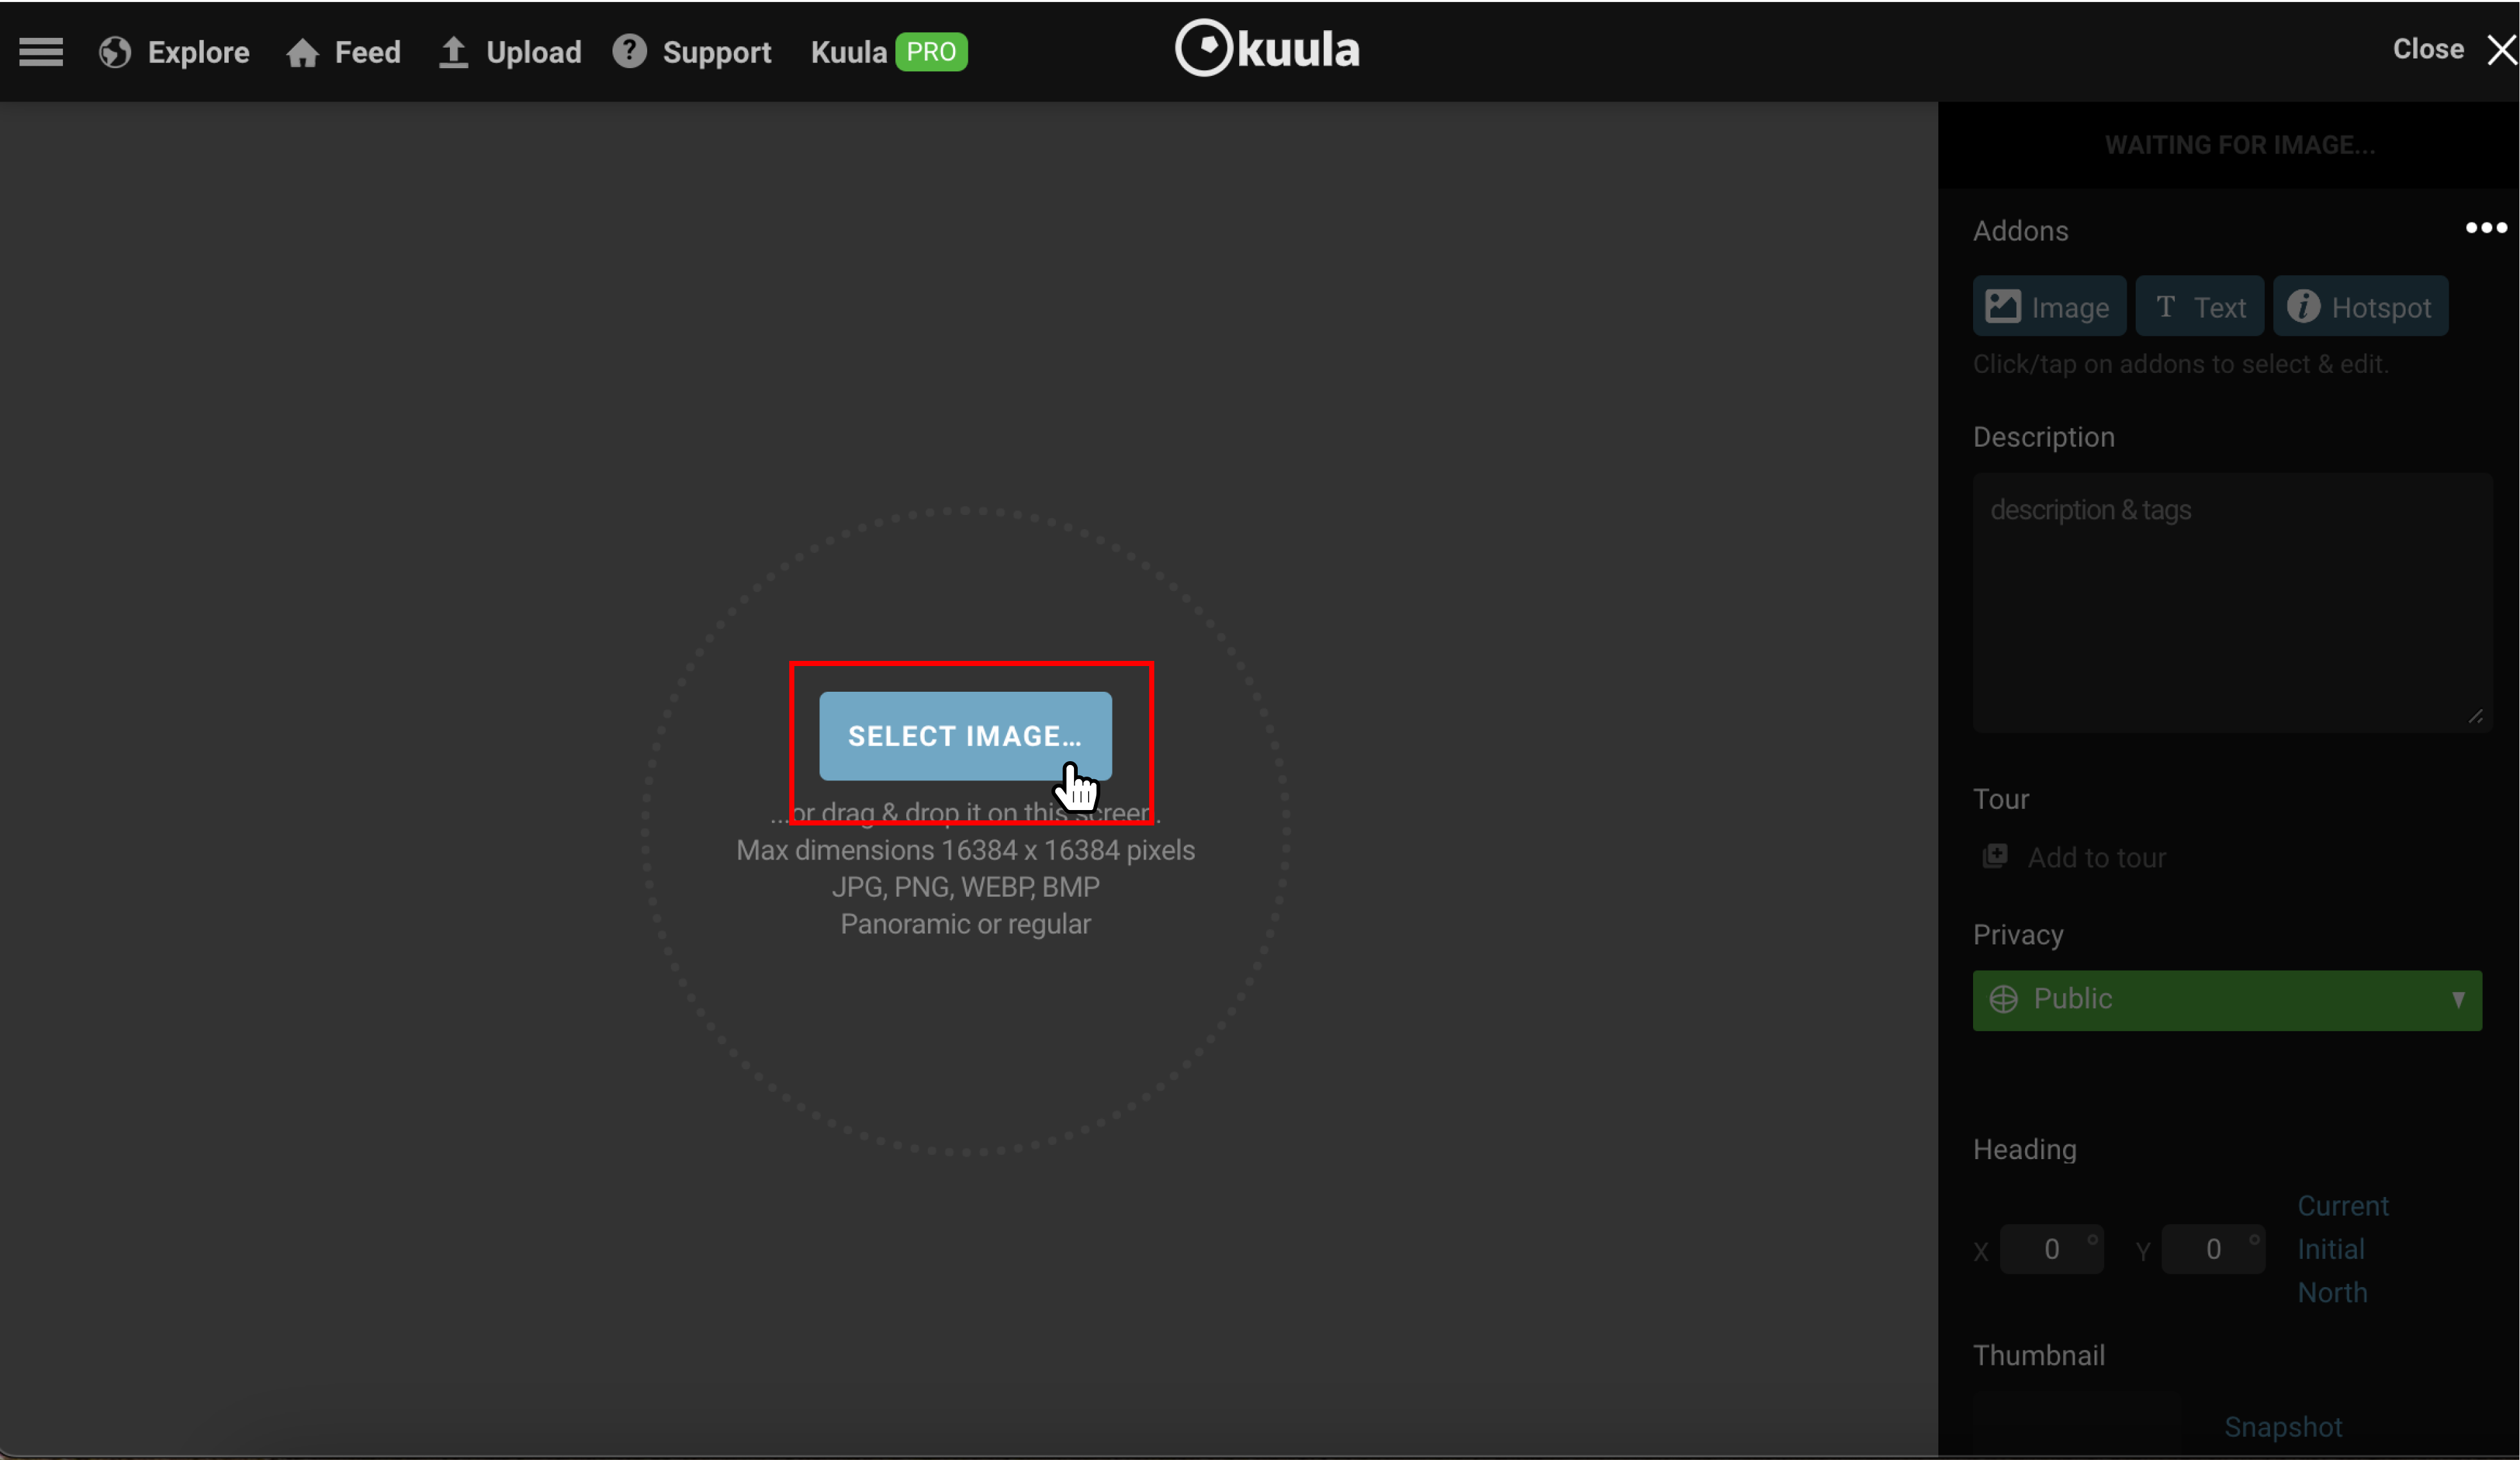 Explore Feed Upload ? Support Kuula PRO kuula Close
WAITING FOR IMAGE...
Addons
Image T Text i Hotspot
Click/tap on addons to select & edit.
Description
description & tags
SELECT IMAGE...
...or drag & drop it on this screen.
Max dimensions 16384 x 16384 pixels
JPG, PNG, WEBP, BMP
Panoramic or regular
Tour
Add to tour
Privacy
Public
Heading
X 0 ° Y 0 °
Current
Initial
North
Thumbnail
Snapshot